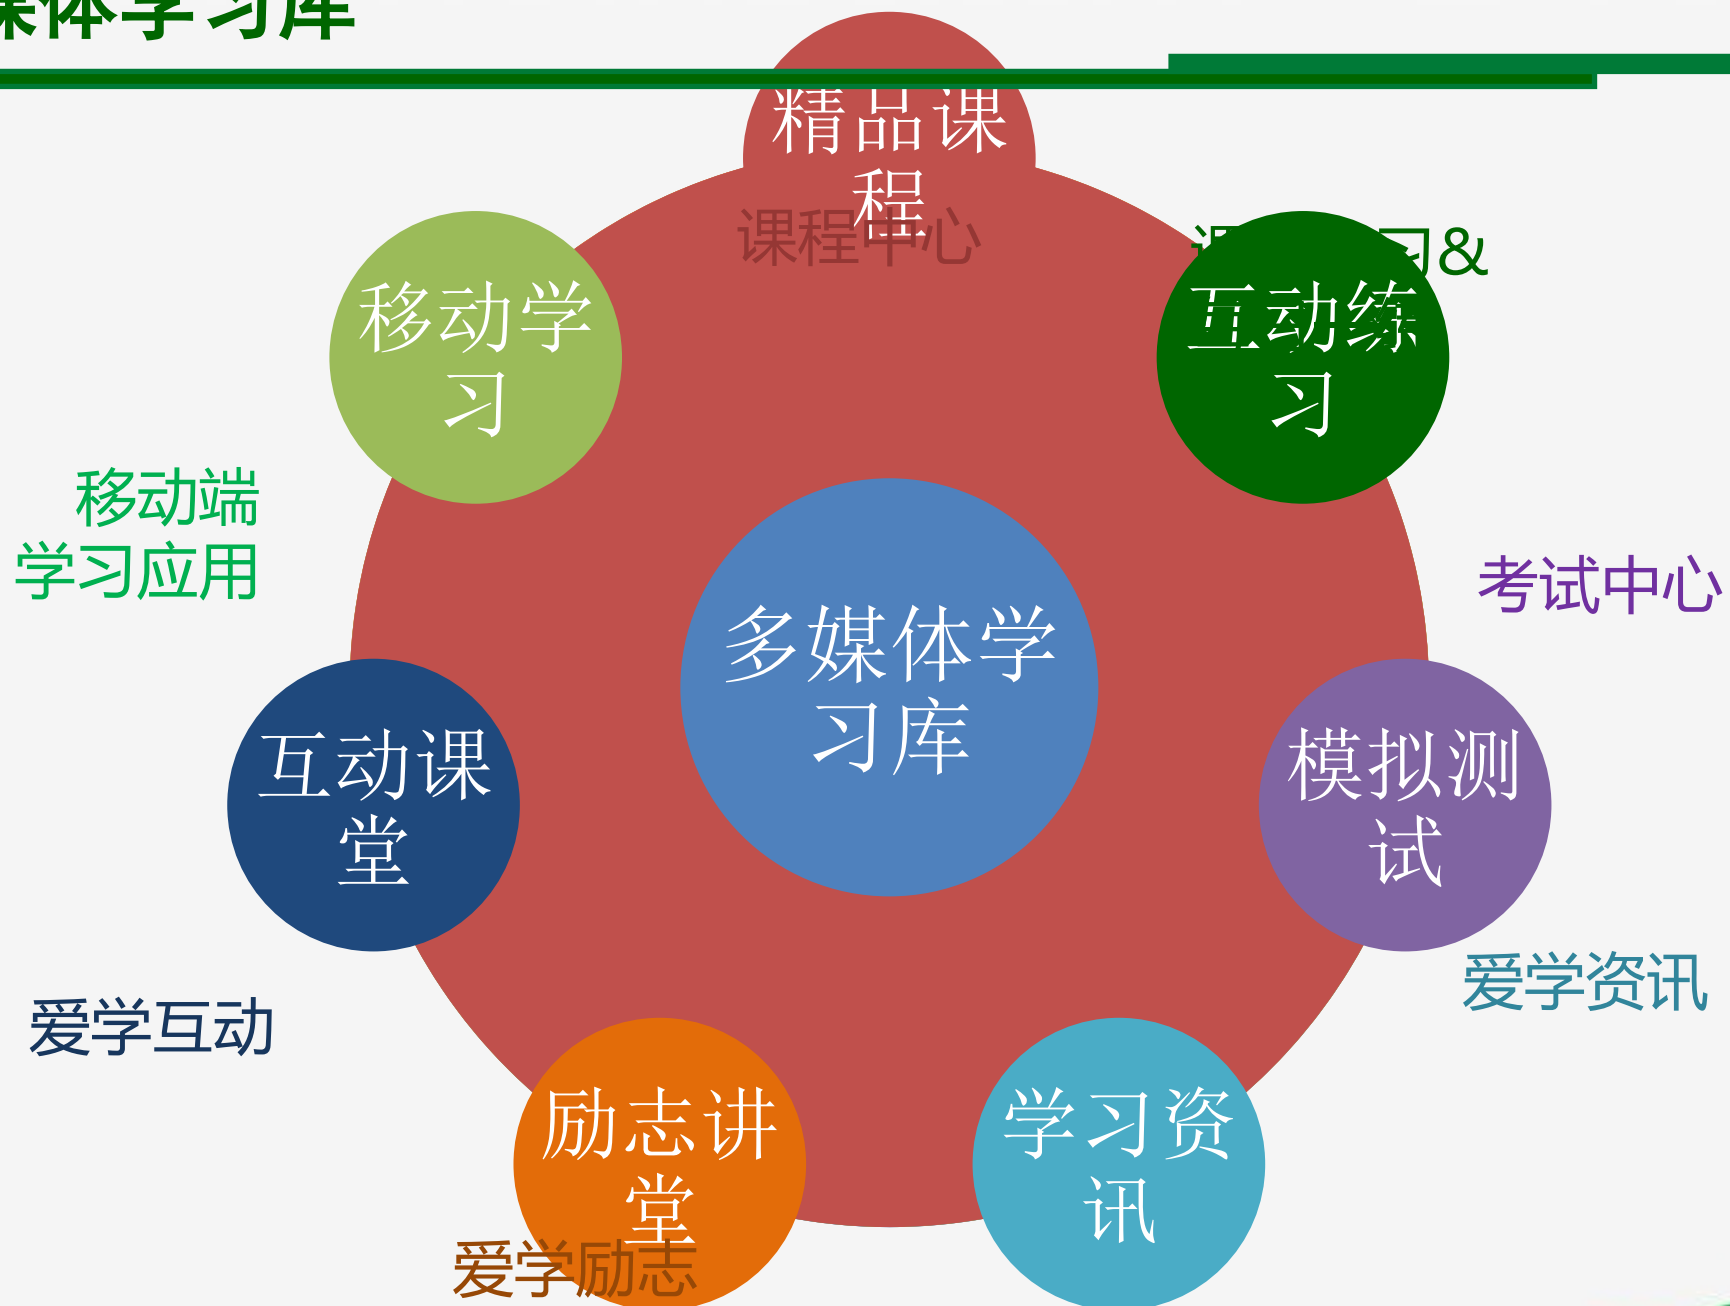 媒体学习库
精品课
程
课程中心
移动学
习
习&
互动练
习
移动端
学习应用
考试中心
多媒体学
习库
互动课
堂
模拟测
试
爱学资讯
爱学互动
励志讲
堂
学习资
讯
爱学励志